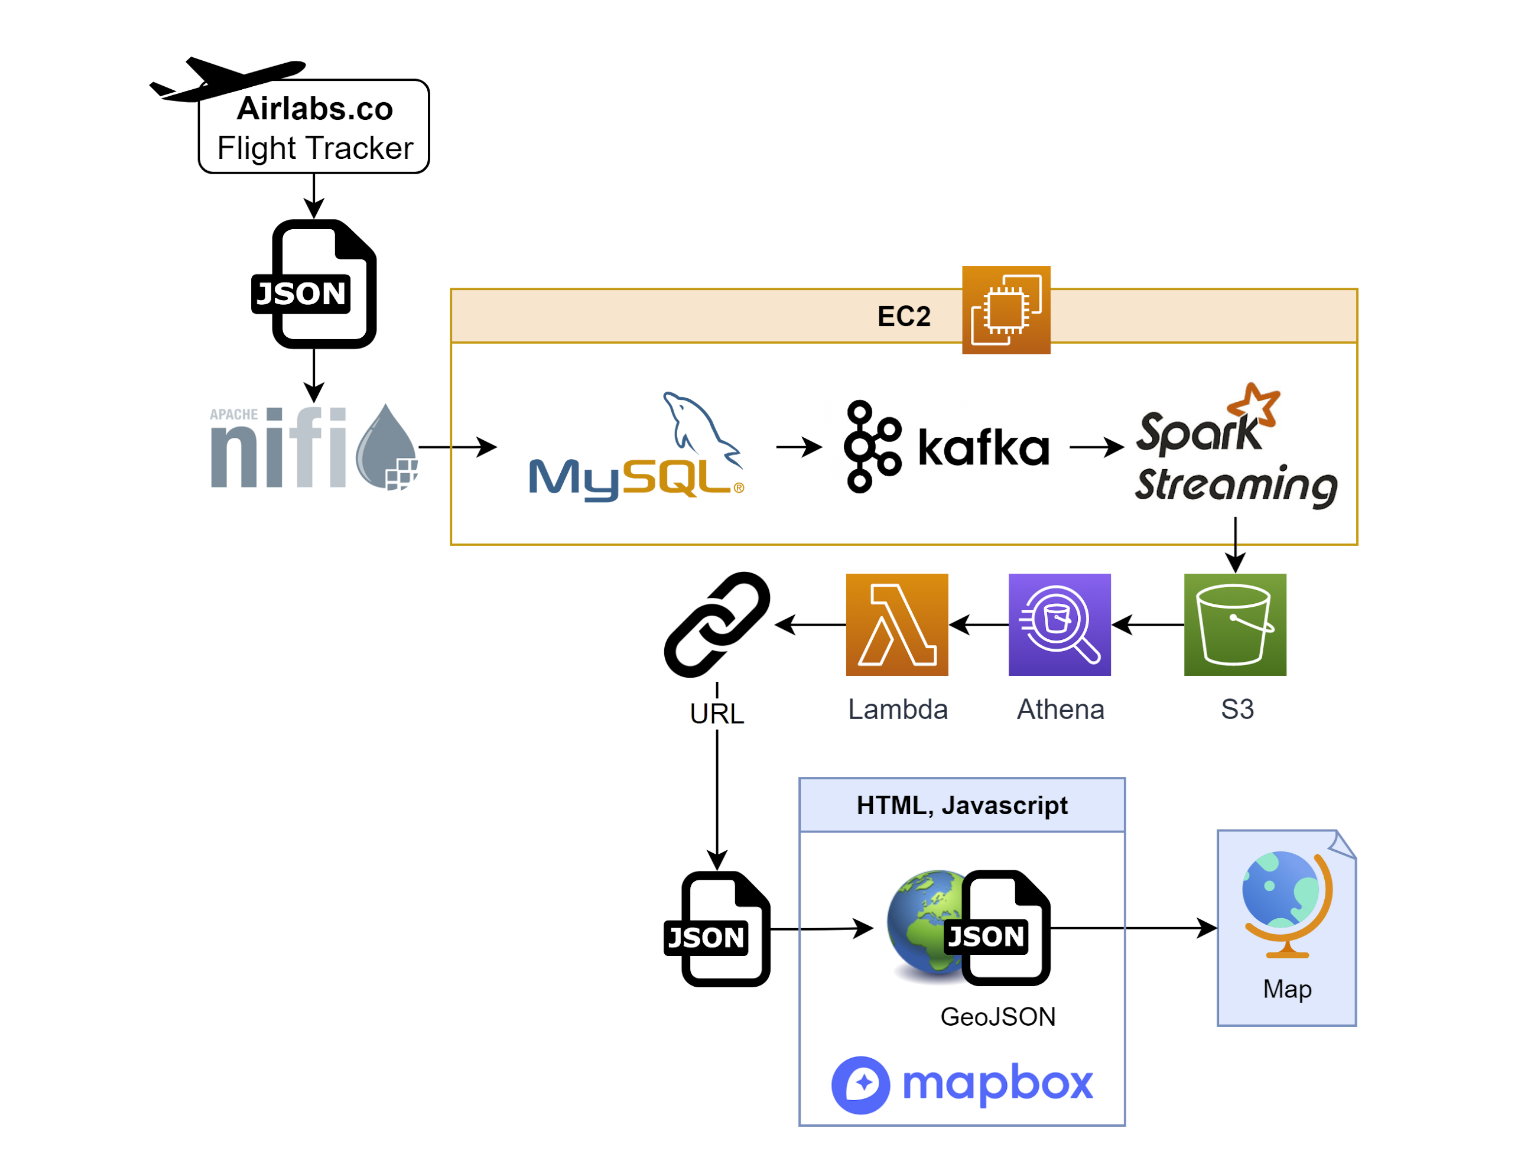 Airlabs.co
Flight Tracker
JSON
APACHE
nifi
EC2
MySQL®
kafka
Spark
Streaming
Lambda
Athena
S3
URL
HTML, Javascript
JSON
JSON
GeoJSON
Map
mapbox